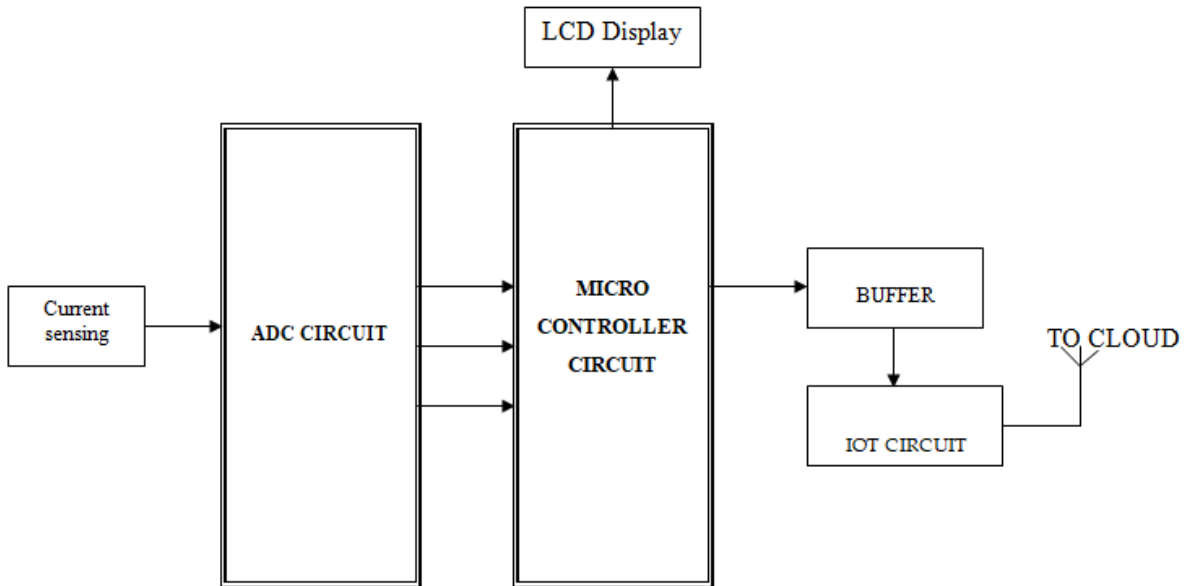 LCD Display
Current
sensing
ADC CIRCUIT
MICRO
CONTROLLER
CIRCUIT
BUFFER
TO CLOUD
IOT CIRCUIT